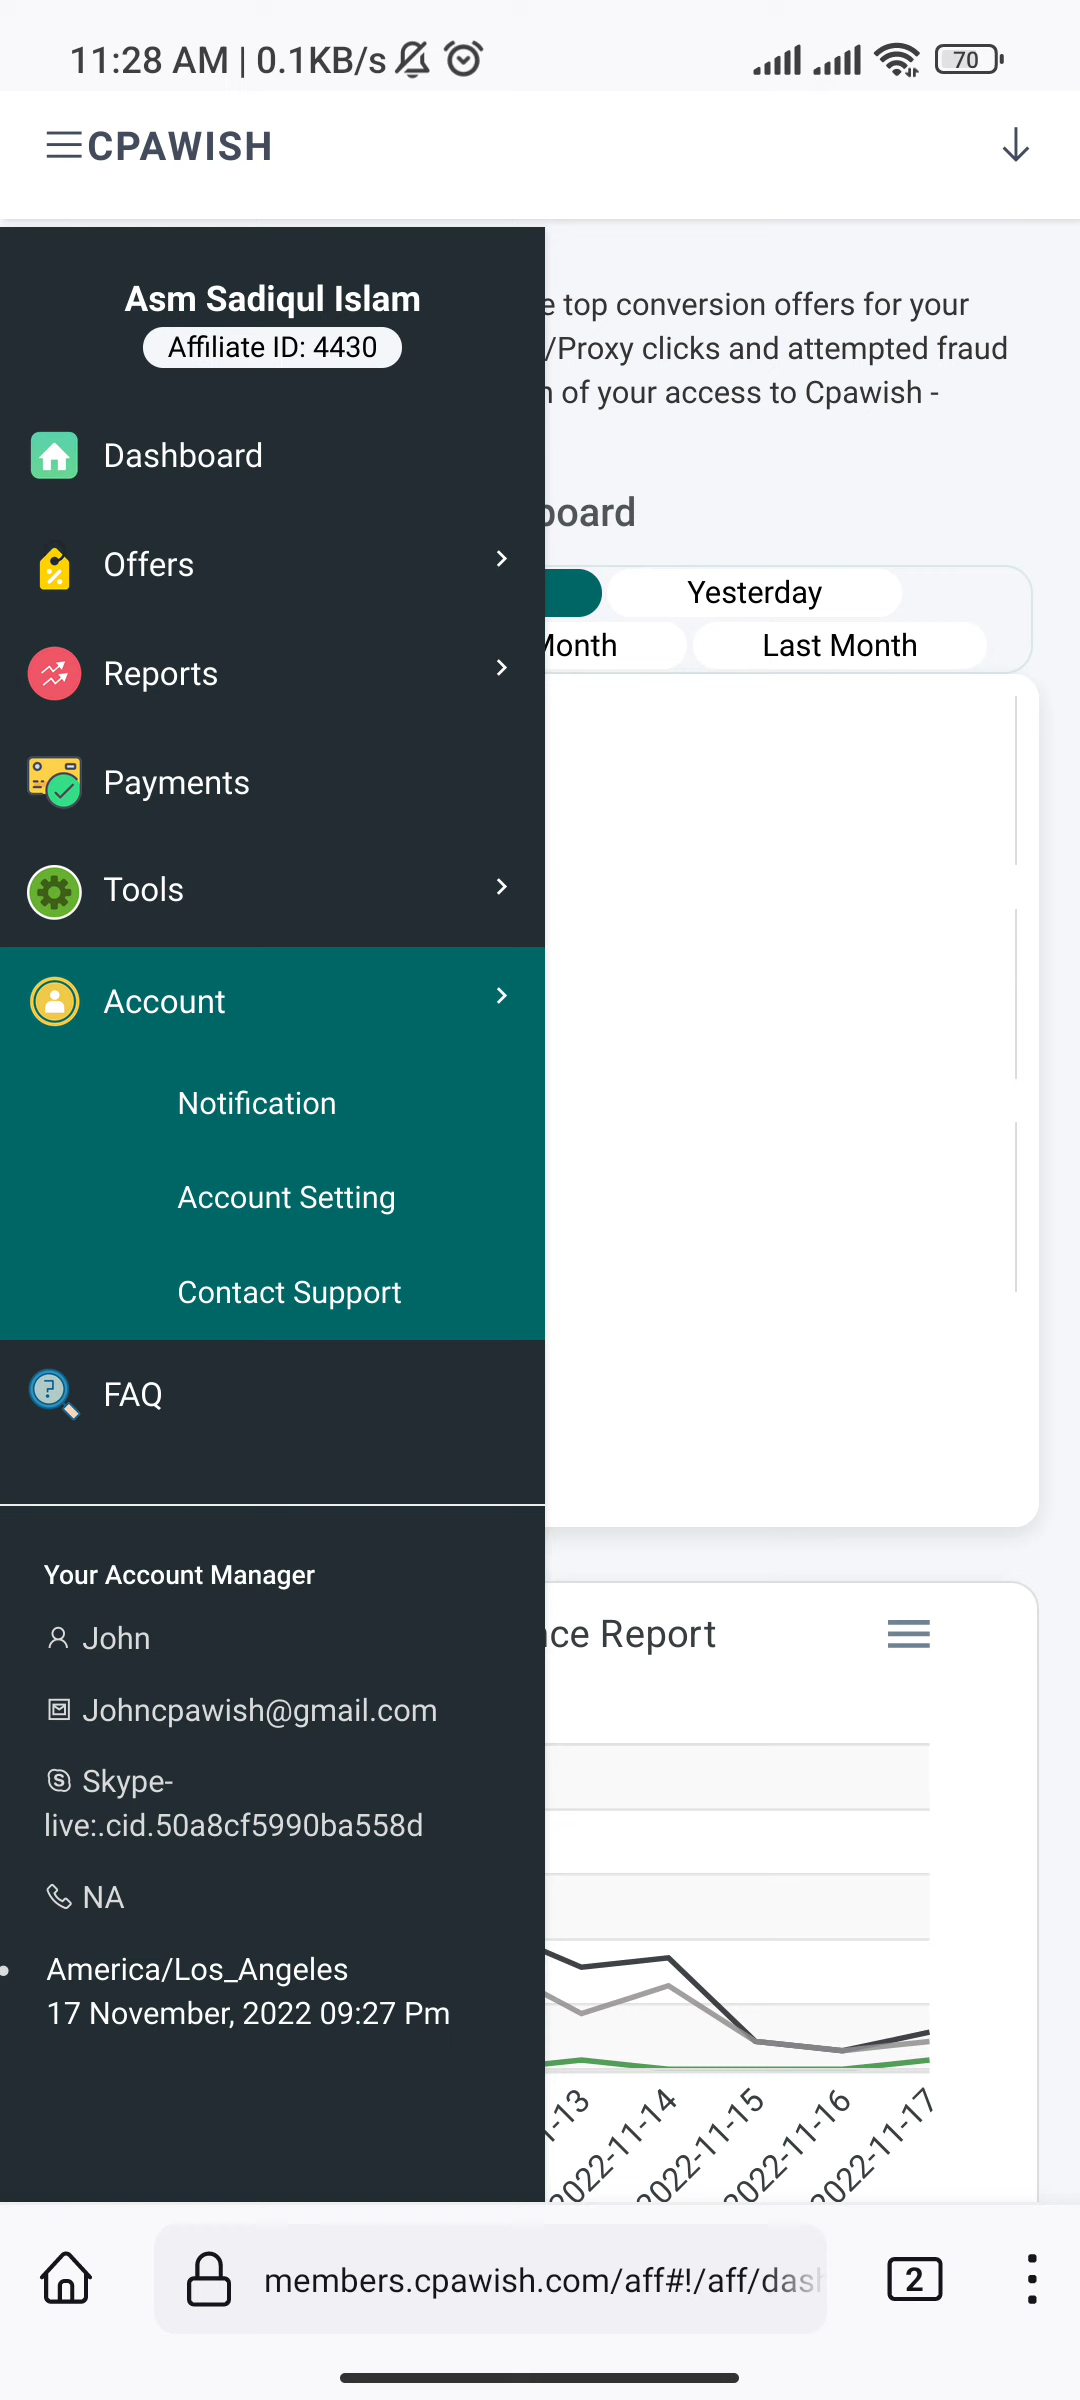 11:28 AM | 0.1KB/s
70
CPAWISH
Asm Sadiqul Islam
Affiliate ID: 4430
top conversion offers for your
/Proxy clicks and attempted fraud
of your access to Cpawish -
Dashboard
Offers
Reports
Payments
Tools
Account
Notification
Account Setting
Contact Support
FAQ
board
Yesterday
Month
Last Month
Your Account Manager
John
Johncpawish@gmail.com
Skype-
live:.cid.50a8cf5990ba558d
NA
America/Los_Angeles
17 November, 2022 09:27 Pm
nce Report
1-13
2022-11-14
2022-11-15
2022-11-16
2022-11-17
members.cpawish.com/aff#!/aff/dash
2